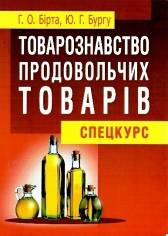 Г. О. Бірта, Ю. Г. Бургу
ТОВАРОЗНАВСТВО
ПРОДОВОЛЬЧИХ
ТОВАРІВ
СПЕЦКУРС